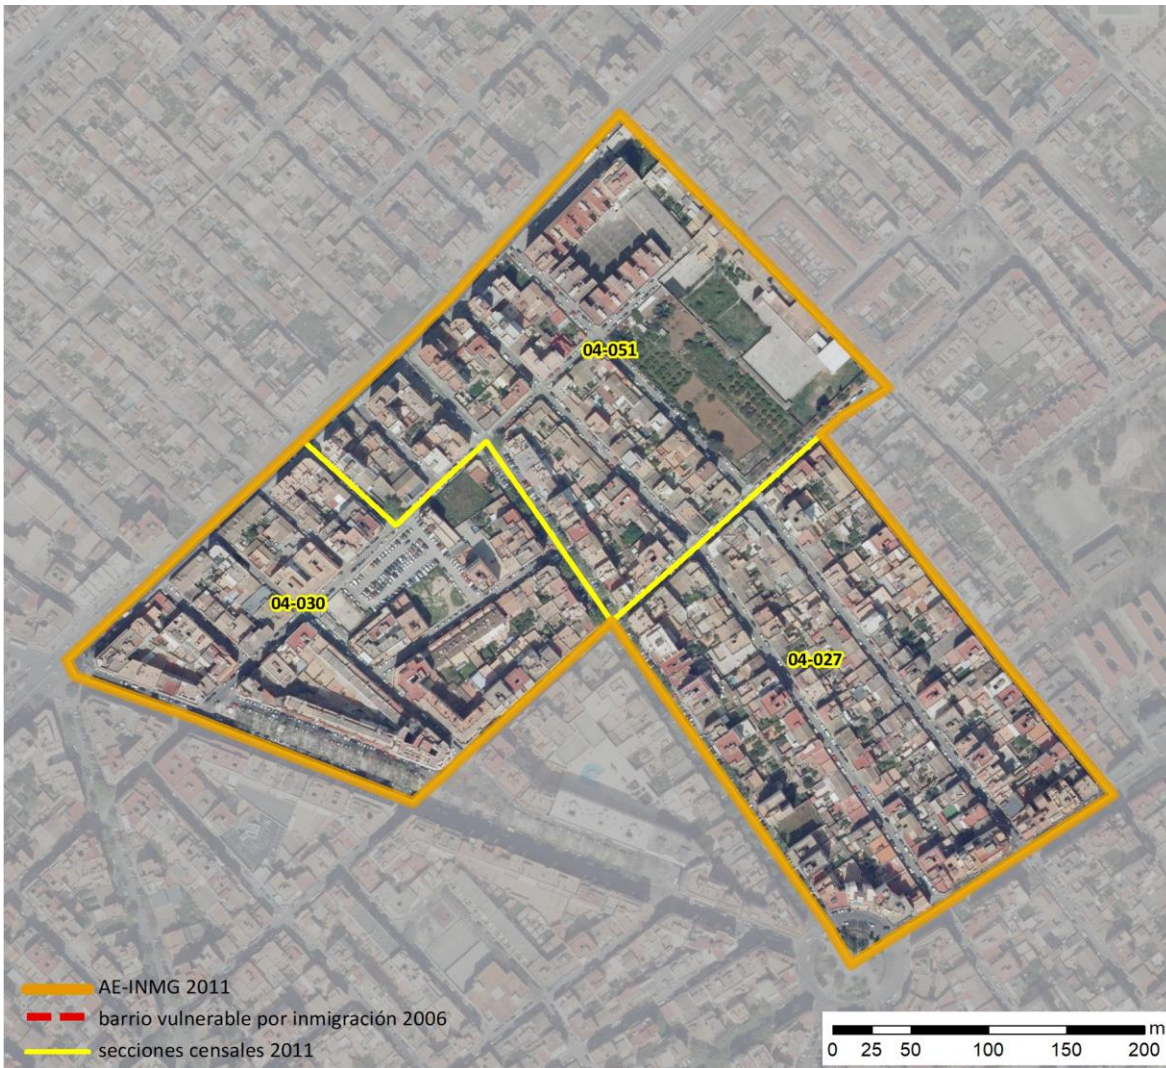 04-051
04-030
04-027
AE-INMG 2011
barrio vulnerable por inmigración 2006
secciones censales 2011
m
0 25 50 100 150 200